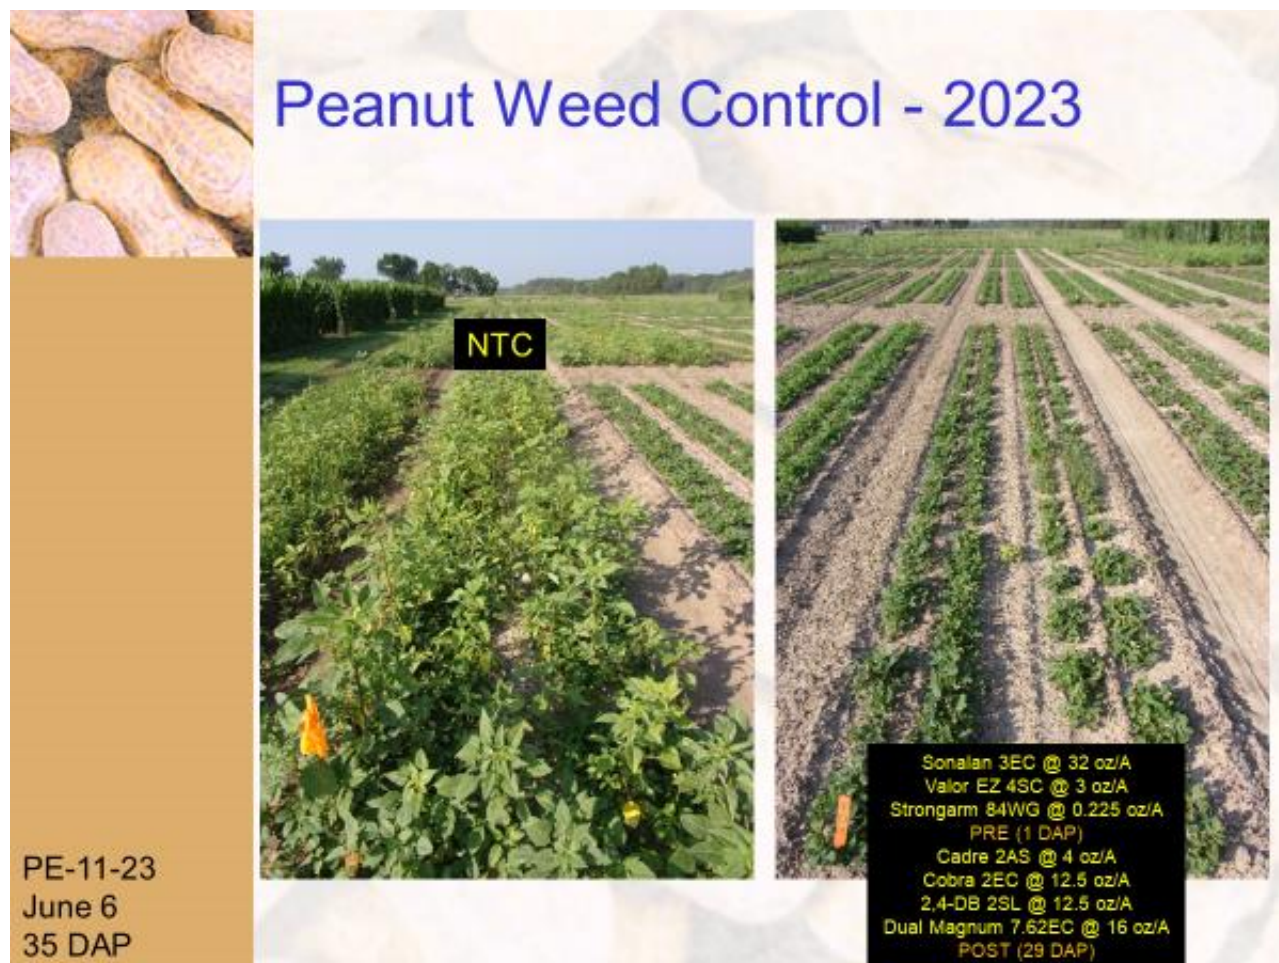 Peanut Weed Control - 2023
NTC
Sonalan 3EC @ 32 oz/A
Valor EZ 4SC @ 3 oz/A
Strongarm 84WG @ 0.225 oz/A
PRE (1 DAP)
Cadre 2AS @ 4 oz/A
Cobra 2EC @ 12.5 oz/A
2,4-DB 2SL @ 12.5 oz/A
Dual Magnum 7.62EC @ 16 oz/A
POST (29 DAP)
PE-11-23
June 6
35 DAP